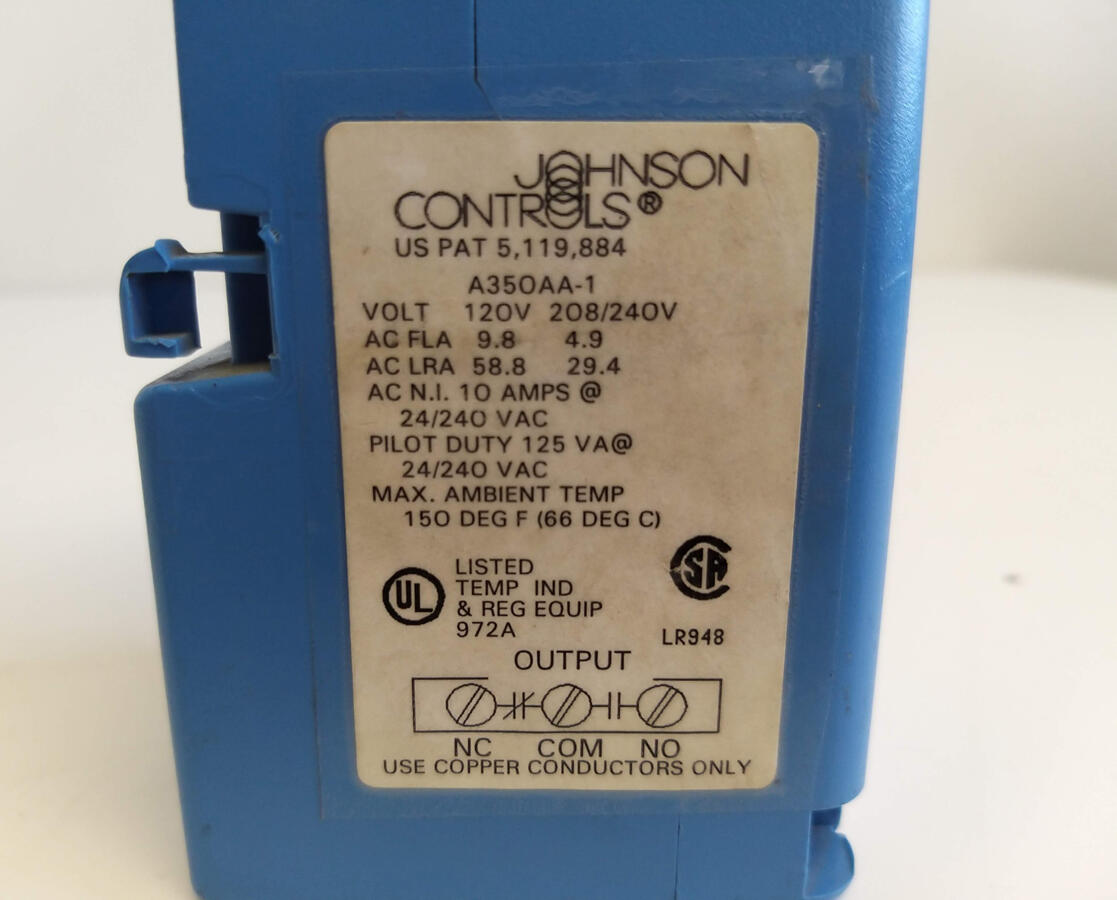 JOHNSON
CONTROLS®
US PAT 5,119,884
A350AA-1
VOLT 120V 208/240V
AC FLA 9.8 4.9
AC LRA 58.8 29.4
AC N.I. 10 AMPS @
24/240 VAC
PILOT DUTY 125 VA@
24/240 VAC
MAX. AMBIENT TEMP
150 DEG F (66 DEG C)
UL
LISTED
TEMP IND
& REG EQUIP
972A
SA
LR948
OUTPUT
NC COM NO
USE COPPER CONDUCTORS ONLY